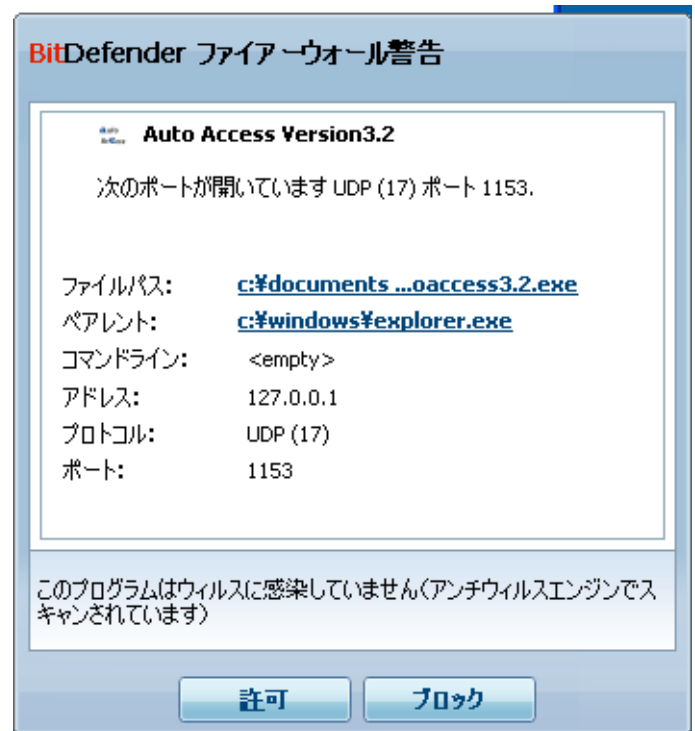 BitDefender ファイアーウォール警告
Auto Access Version3.2
次のポートが開いています UDP (17) ポート 1153.
ファイルパス: c:¥documents ...oaccess3.2.exe
ペアレント: c:¥windows¥explorer.exe
コマンドライン: <empty>
アドレス: 127.0.0.1
プロトコル: UDP (17)
ポート: 1153
このプログラムはウィルスに感染していません(アンチウィルスエンジンでス
キャンされています)
許可 ブロック